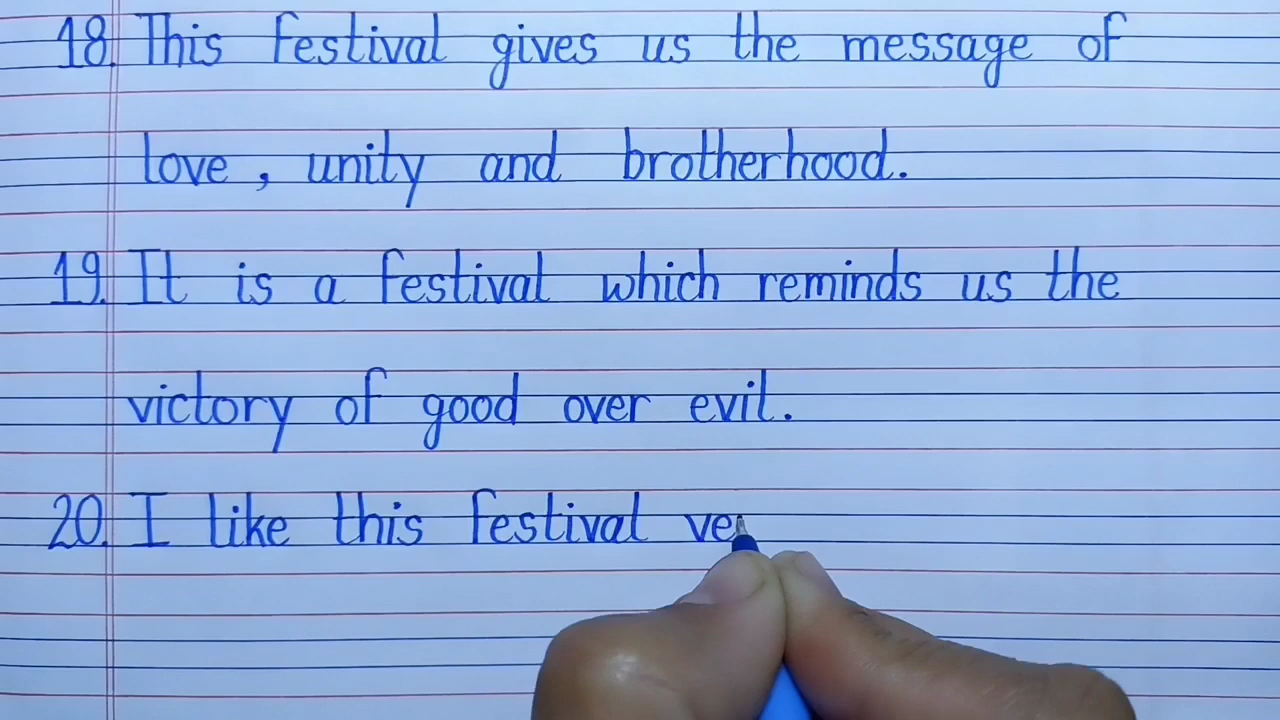 18. This festival gives us the message of
love, unity and brotherhood.
19. It is a festival which reminds us the
victory of good over evil.
20. I like this festival ve